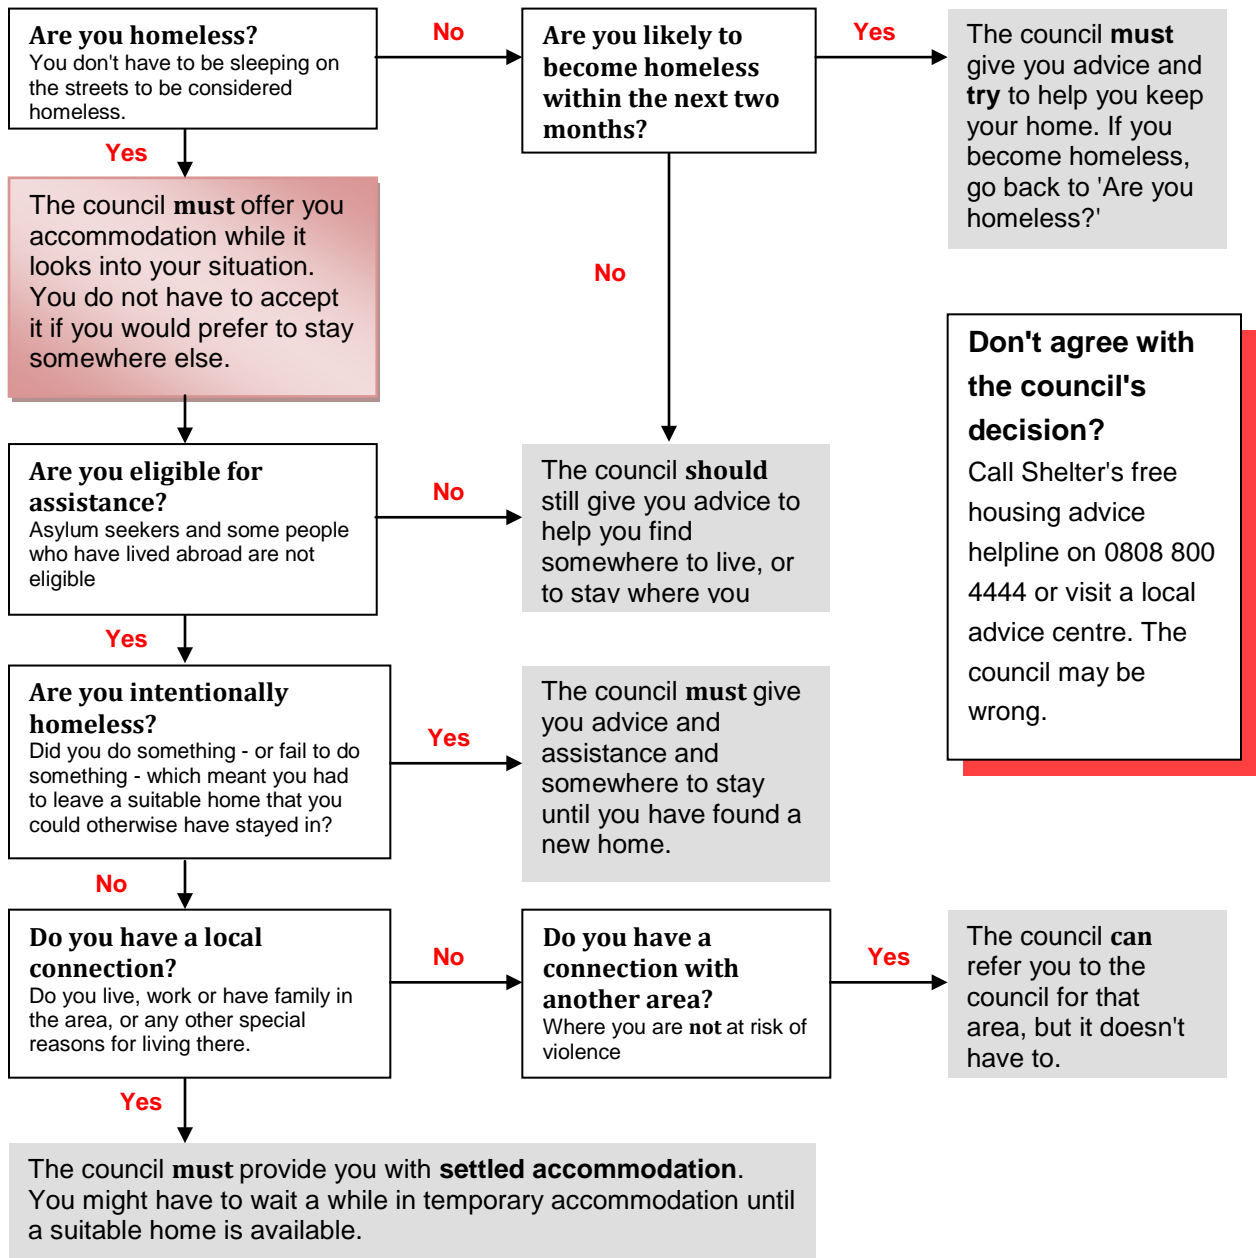 Are you homeless?
You don't have to be sleeping on
the streets to be considered
homeless.
No
Are you likely to
become homeless
within the next two
months?
Yes
The council must
give you advice and
try to help you keep
your home. If you
become homeless,
go back to 'Are you
homeless?'
Yes
The council must offer you
accommodation while it
looks into your situation.
You do not have to accept
it if you would prefer to stay
somewhere else.
No
Don't agree with
the council's
decision?
Call Shelter's free
housing advice
helpline on 0808 800
4444 or visit a local
advice centre. The
council may be
wrong.
Are you eligible for
assistance?
Asylum seekers and some people
who have lived abroad are not
eligible
No
The council should
still give you advice to
help you find
somewhere to live, or
to stay where you
Yes
Are you intentionally
homeless?
Did you do something - or fail to do
something - which meant you had
to leave a suitable home that you
could otherwise have stayed in?
Yes
The council must give
you advice and
assistance and
somewhere to stay
until you have found a
new home.
No
Do you have a local
connection?
Do you live, work or have family in
the area, or any other special
reasons for living there.
No
Do you have a
connection with
another area?
Where you are not at risk of
violence
Yes
The council can
refer you to the
council for that
area, but it doesn't
have to.
Yes
The council must provide you with settled accommodation.
You might have to wait a while in temporary accommodation until
a suitable home is available.